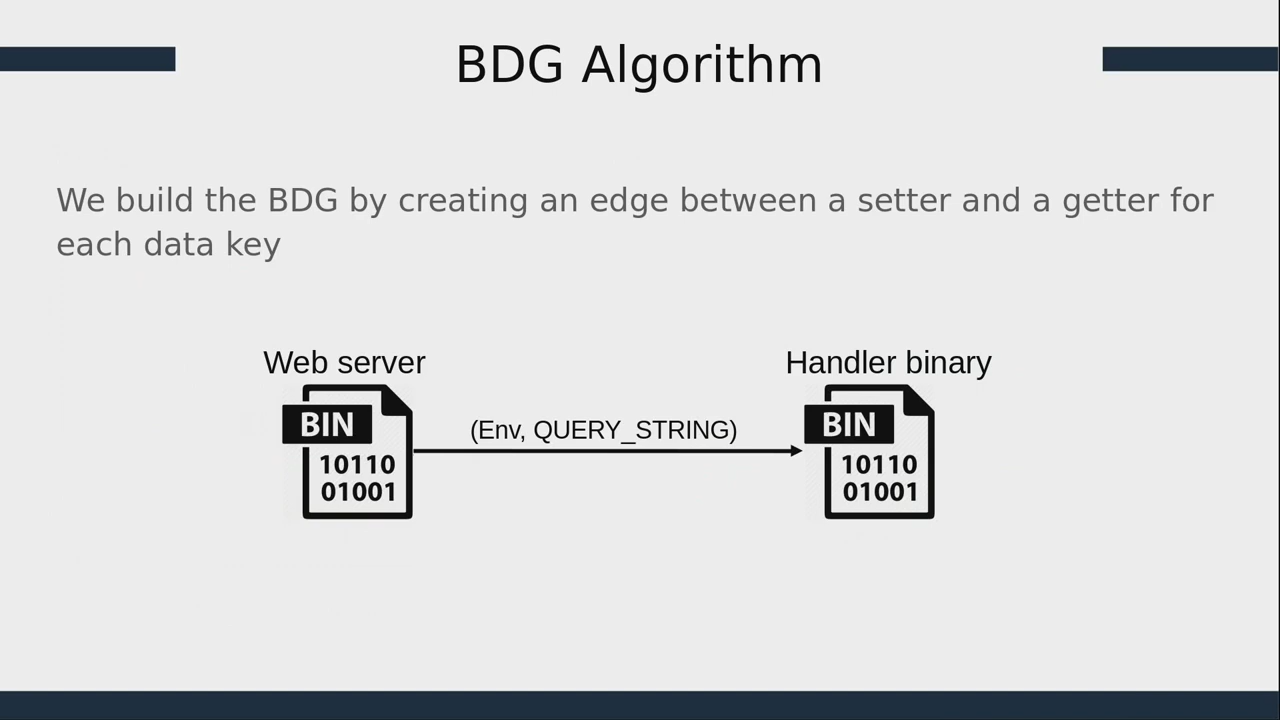 BDG Algorithm
We build the BDG by creating an edge between a setter and a getter for
each data key
Web server
Handler binary
BIN
10110
01001
(Env, QUERY_STRING)
BIN
10110
01001